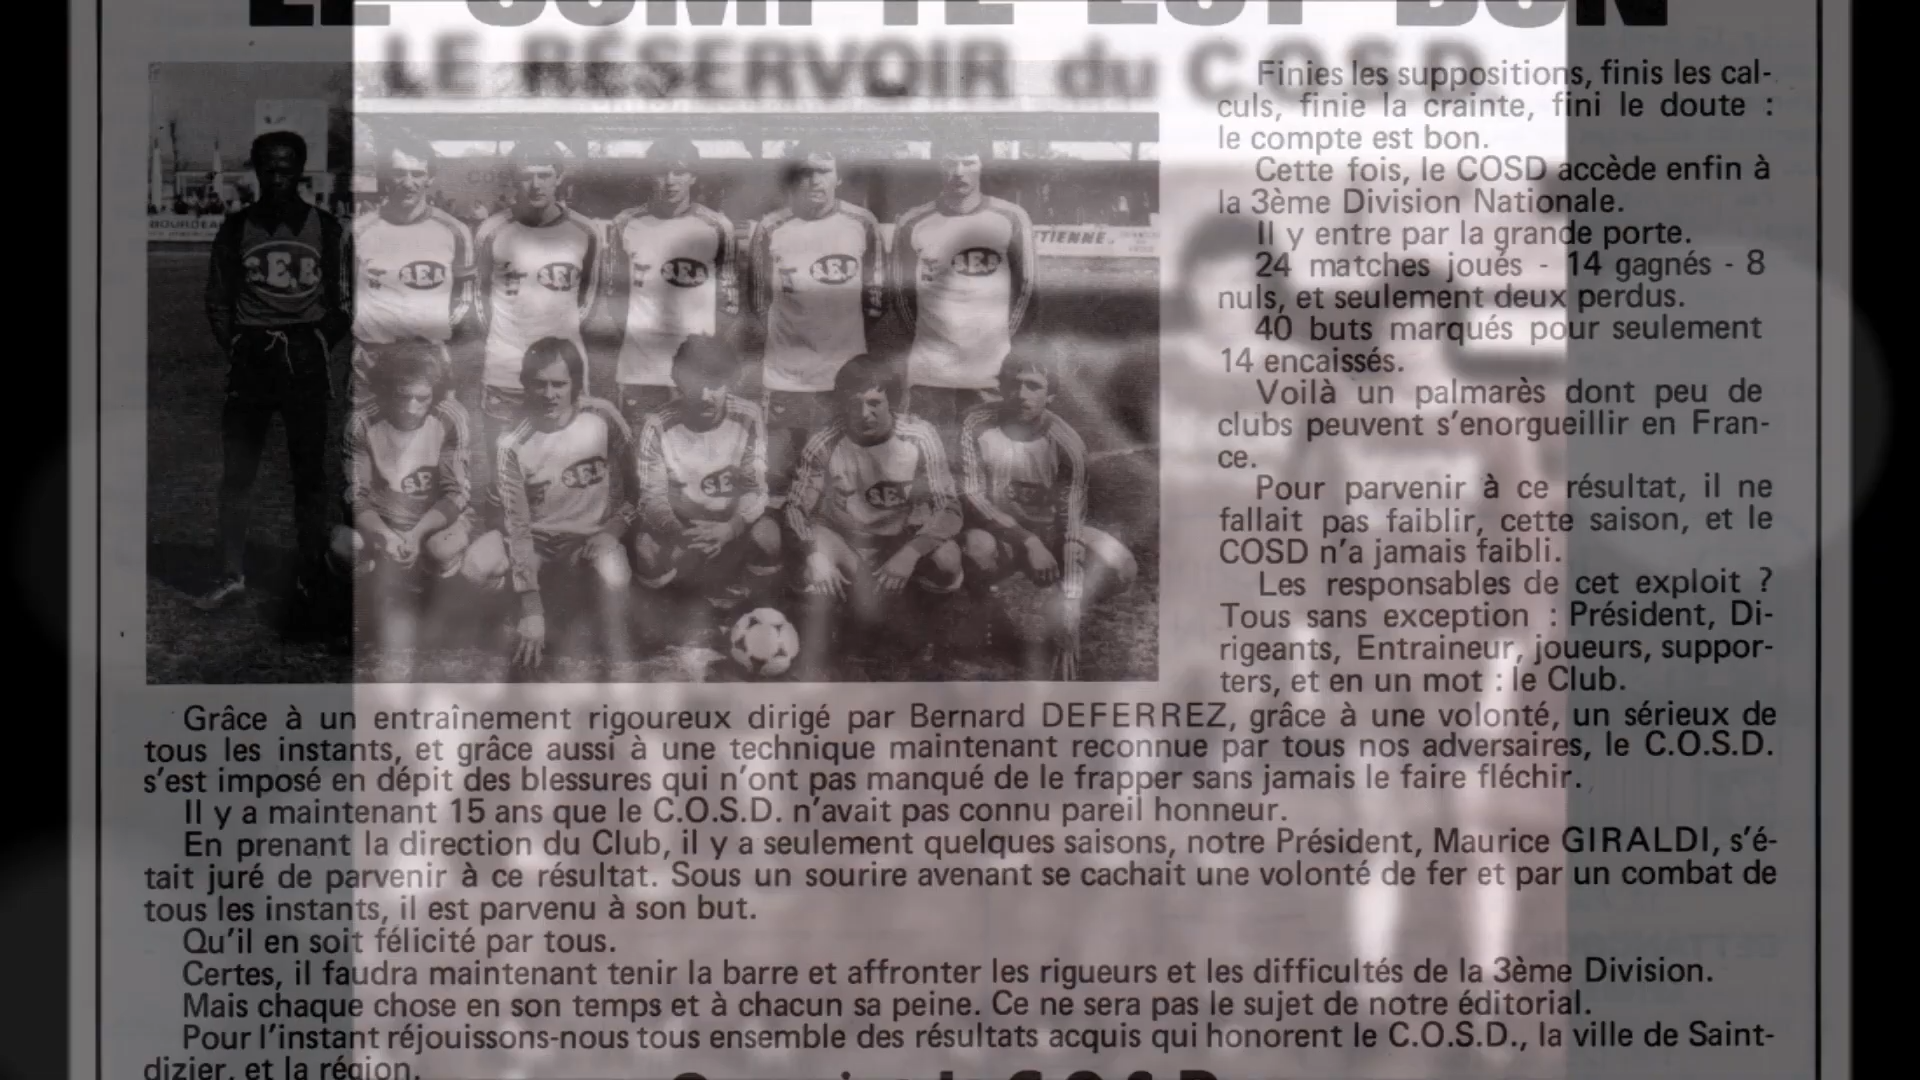 LE COMPTE EST BON
LE RÉSERVOIR du C.O.S.D.
Finies les suppositions, finis les cal-
culs, finie la crainte, fini le doute :
le compte est bon.
Cette fois, le COSD accède enfin à
la 3ème Division Nationale.
Il y entre par la grande porte.
24 matches joués - 14 gagnés - 8
nuls, et seulement deux perdus.
40 buts marqués pour seulement
14 encaissés.
Voilà un palmarès dont peu de
clubs peuvent s'enorgueillir en Fran-
ce.
Pour parvenir à ce résultat, il ne
fallait pas faiblir, cette saison, et le
COSD n'a jamais faibli.
Les responsables de cet exploit ?
Tous sans exception : Président, Di-
rigeants, Entraineur, joueurs, suppor-
ters, et en un mot : le Club.
BOURDEA
TIENNE
S.E.B
S.E.B
S.E.B
S.E.B
S.E.B
S.E.B
S.E.B
S.E.B
S.E.B
Grâce à un entraînement rigoureux dirigé par Bernard DEFERREZ, grâce à une volonté, un sérieux de
tous les instants, et grâce aussi à une technique maintenant reconnue par tous nos adversaires, le C.O.S.D.
s'est imposé en dépit des blessures qui n'ont pas manqué de le frapper sans jamais le faire fléchir.
Il y a maintenant 15 ans que le C.O.S.D. n'avait pas connu pareil honneur.
En prenant la direction du Club, il y a seulement quelques saisons, notre Président, Maurice GIRALDI, s'é-
tait juré de parvenir à ce résultat. Sous un sourire avenant se cachait une volonté de fer et par un combat de
tous les instants, il est parvenu à son but.
Qu'il en soit félicité par tous.
Certes, il faudra maintenant tenir la barre et affronter les rigueurs et les difficultés de la 3ème Division.
Mais chaque chose en son temps et à chacun sa peine. Ce ne sera pas le sujet de notre éditorial.
Pour l'instant réjouissons-nous tous ensemble des résultats acquis qui honorent le C.O.S.D., la ville de Saint-
dizier, et la région.